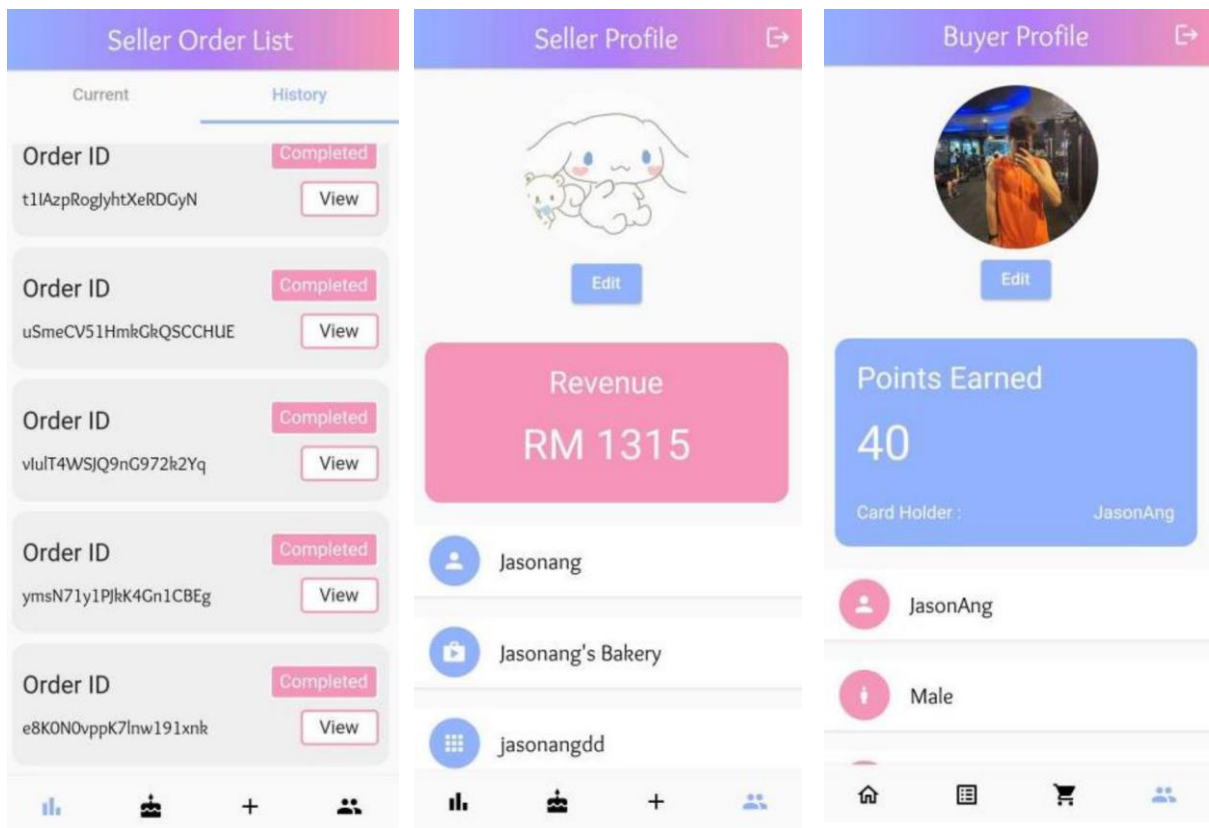 Seller Order List
Current
History
Order ID
Completed
t1IAzpRogJyhtXeRDGyN
View
Order ID
Completed
uSmeCV51HmkGkQSCCHUE
View
Order ID
Completed
vIulT4WSJQ9nG972k2Yq
View
Order ID
Completed
ymsN71y1PJkK4Gn1CBEg
View
Order ID
Completed
e8K0N0vppK7lnw191xnk
View
Seller Profile
Edit
Revenue
RM 1315
Jasonang
Jasonang's Bakery
jasonangdd
Buyer Profile
Edit
Points Earned
40
Card Holder :
JasonAng
JasonAng
Male